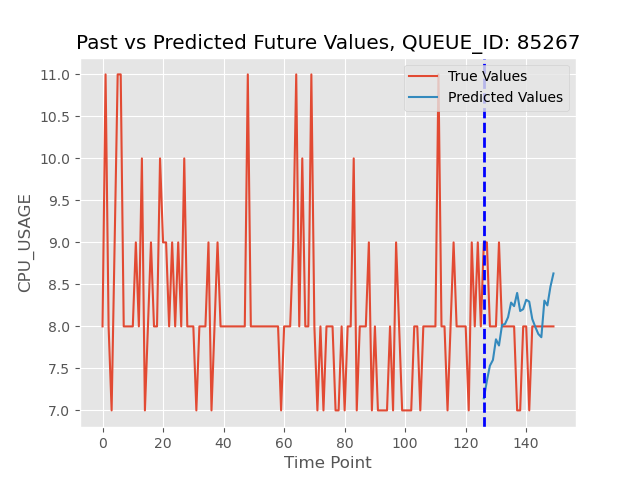 Past vs Predicted Future Values, QUEUE_ID: 85267
True Values
Predicted Values
CPU_USAGE
11.0
10.5
10.0
9.5
9.0
8.5
8.0
7.5
7.0
0 20 40 60 80 100 120 140
Time Point